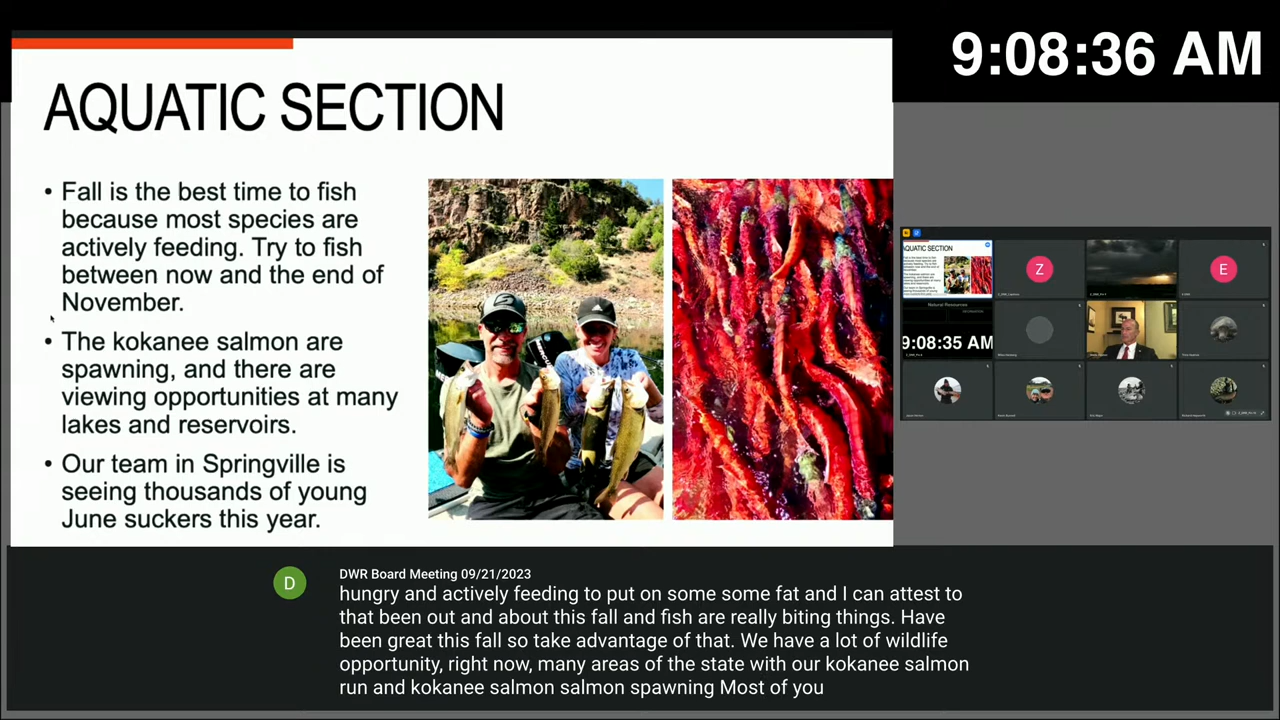 9:08:36 AM
AQUATIC SECTION
• Fall is the best time to fish
because most species are
actively feeding. Try to fish
between now and the end of
November.
• The kokanee salmon are
spawning, and there are
viewing opportunities at many
lakes and reservoirs.
• Our team in Springville is
seeing thousands of young
June suckers this year.
AQUATIC SECTION
Z
E
Natural Resources
9:08:35 AM
D
DWR Board Meeting 09/21/2023
hungry and actively feeding to put on some some fat and I can attest to
that been out and about this fall and fish are really biting things. Have
been great this fall so take advantage of that. We have a lot of wildlife
opportunity, right now, many areas of the state with our kokanee salmon
run and kokanee salmon salmon spawning Most of you